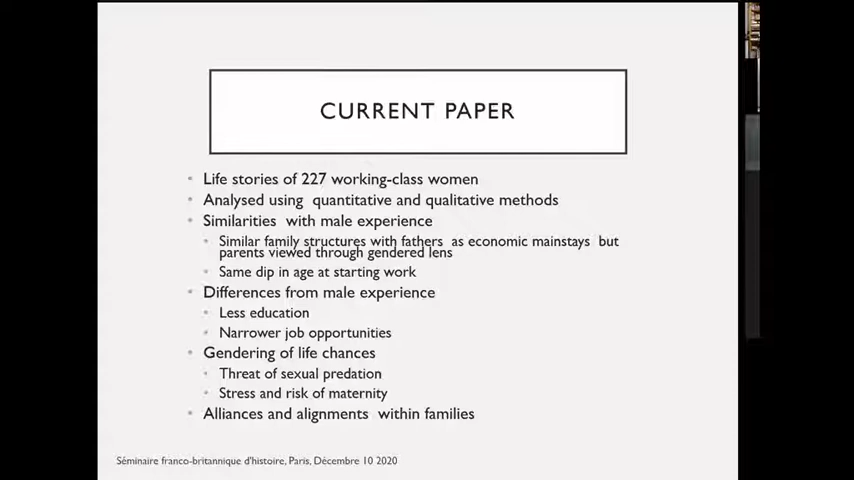 CURRENT PAPER
Life stories of 227 working-class women
Analysed using quantitative and qualitative methods
Similarities with male experience
Similar family structures with fathers as economic mainstays but
parents viewed through gendered lens
Same dip in age at starting work
Differences from male experience
Less education
Narrower job opportunities
Gendering of life chances
Threat of sexual predation
Stress and risk of maternity
Alliances and alignments within families
Séminaire franco-britannique d'histoire, Paris, Décembre 10 2020